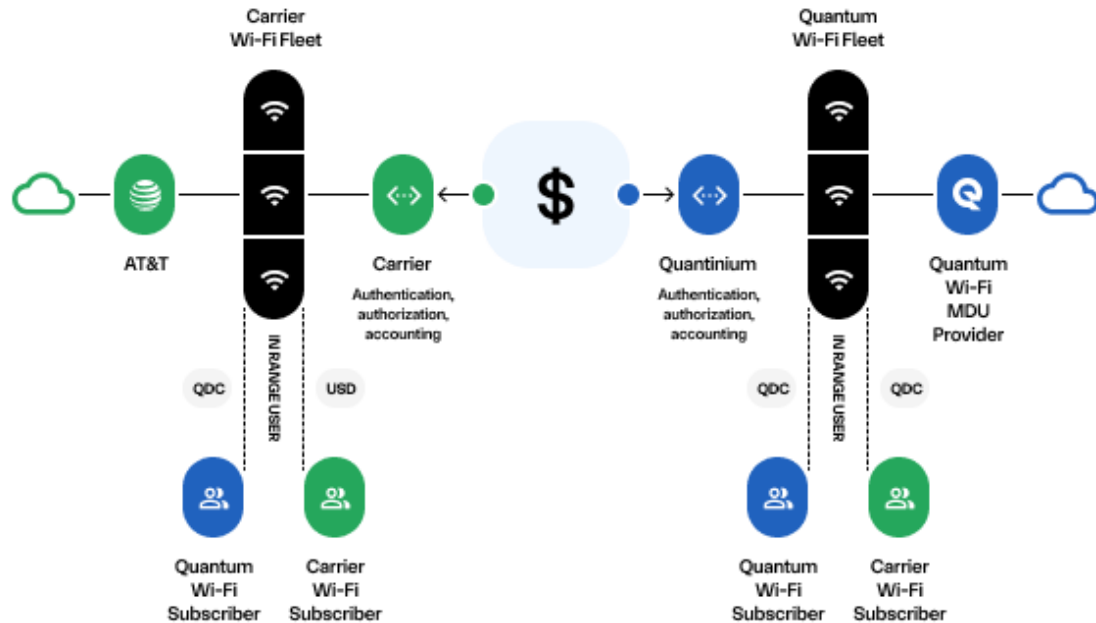 Carrier
Wi-Fi Fleet
Quantum
Wi-Fi Fleet
$
AT&T
Carrier
Authentication,
authorization,
accounting
Quantinium
Authentication,
authorization,
accounting
Quantum
Wi-Fi
MDU
Provider
QDC
IN RANGE USER
USD
QDC
IN RANGE USER
QDC
Quantum
Wi-Fi
Subscriber
Carrier
Wi-Fi
Subscriber
Quantum
Wi-Fi
Subscriber
Carrier
Wi-Fi
Subscriber